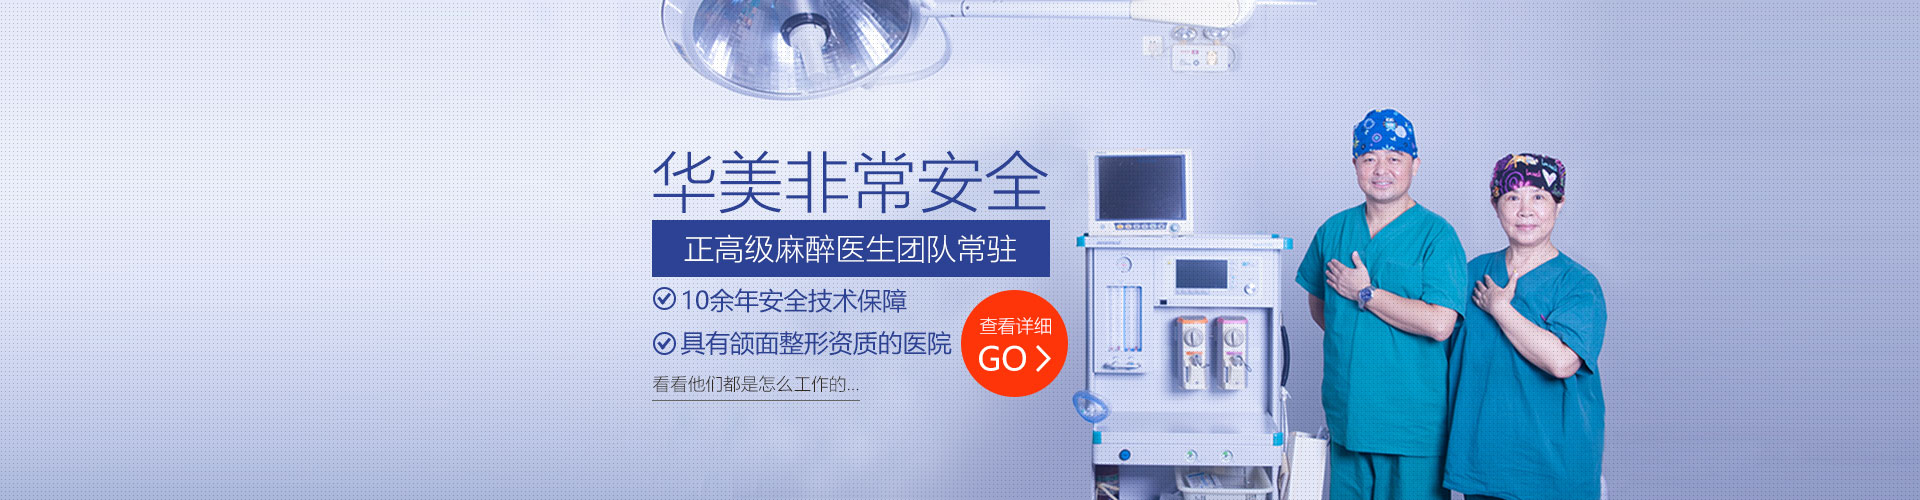 华美非常安全
正高级麻醉医生团队常驻
10余年安全技术保障
具有颌面整形资质的医院
查看详细
GO
看看他们都是怎么工作的...